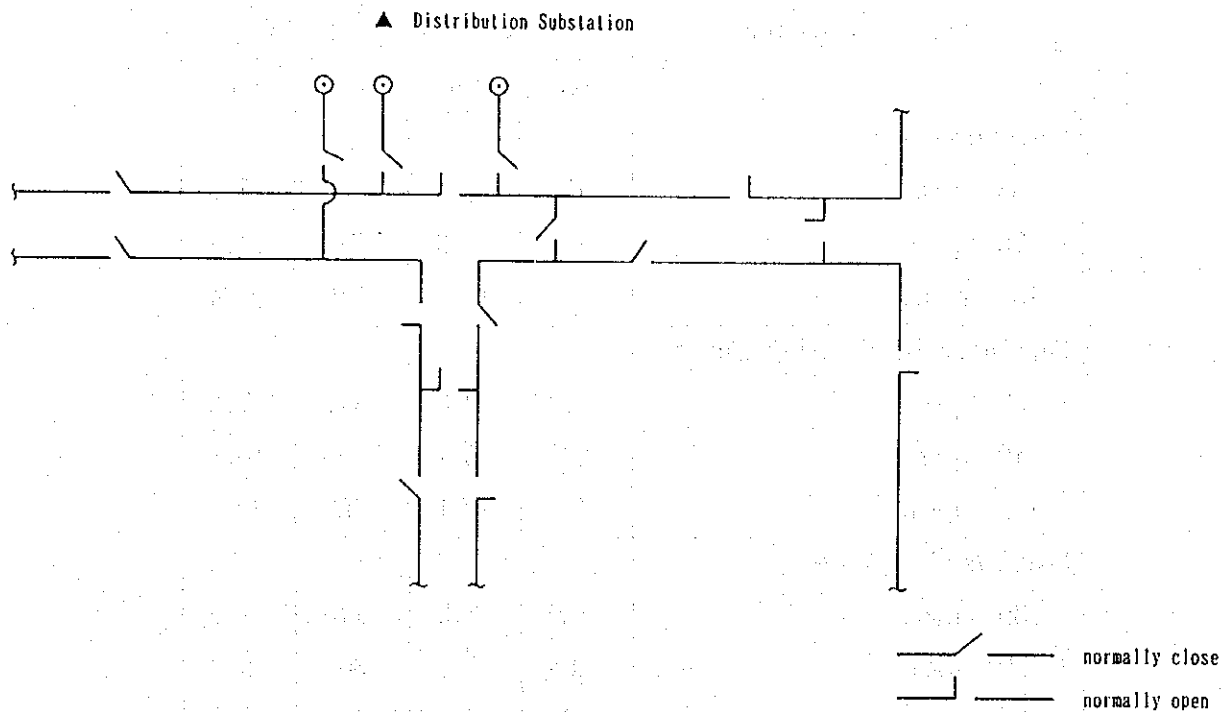 ▲ Distribution Substation
normally close
normally open